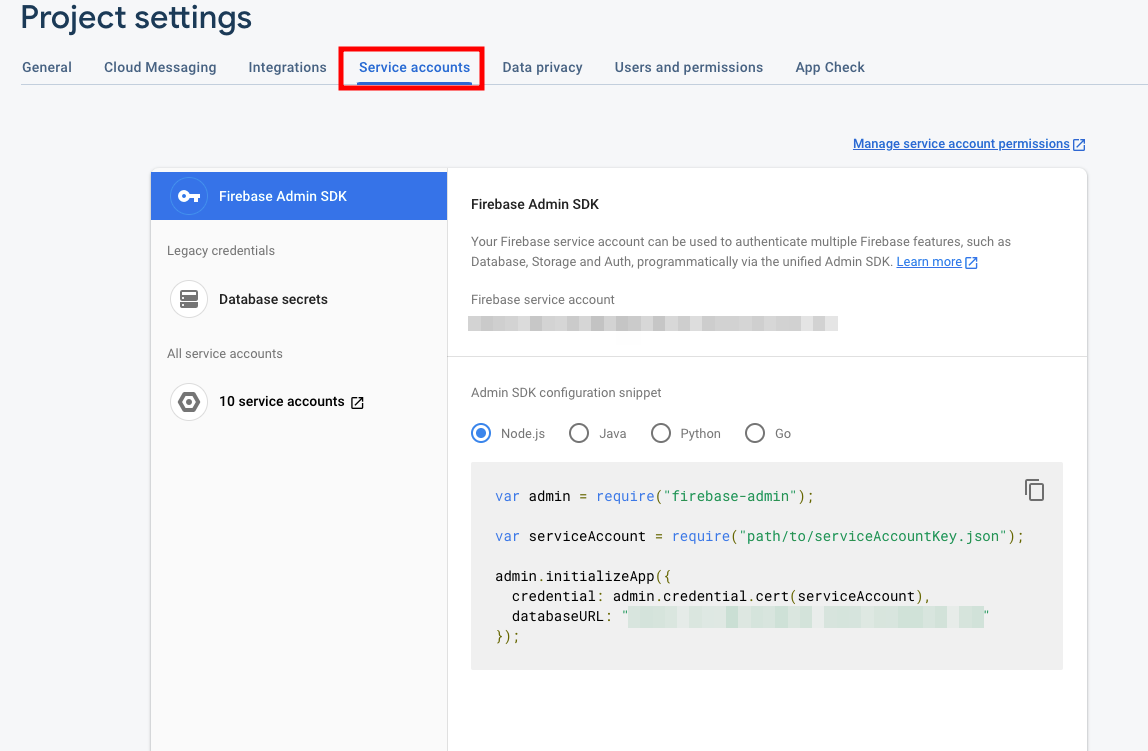 Project settings
General Cloud Messaging Integrations Service accounts Data privacy Users and permissions App Check
Manage service account permissions
Firebase Admin SDK
Legacy credentials
Database secrets
All service accounts
10 service accounts
Firebase Admin SDK
Your Firebase service account can be used to authenticate multiple Firebase features, such as
Database, Storage and Auth, programmatically via the unified Admin SDK. Learn more
Firebase service account
Admin SDK configuration snippet
Node.js Java Python Go
var admin = require("firebase-admin");
var serviceAccount = require("path/to/serviceAccountKey.json");
admin.initializeApp({
credential: admin.credential.cert(serviceAccount),
databaseURL: ""
});